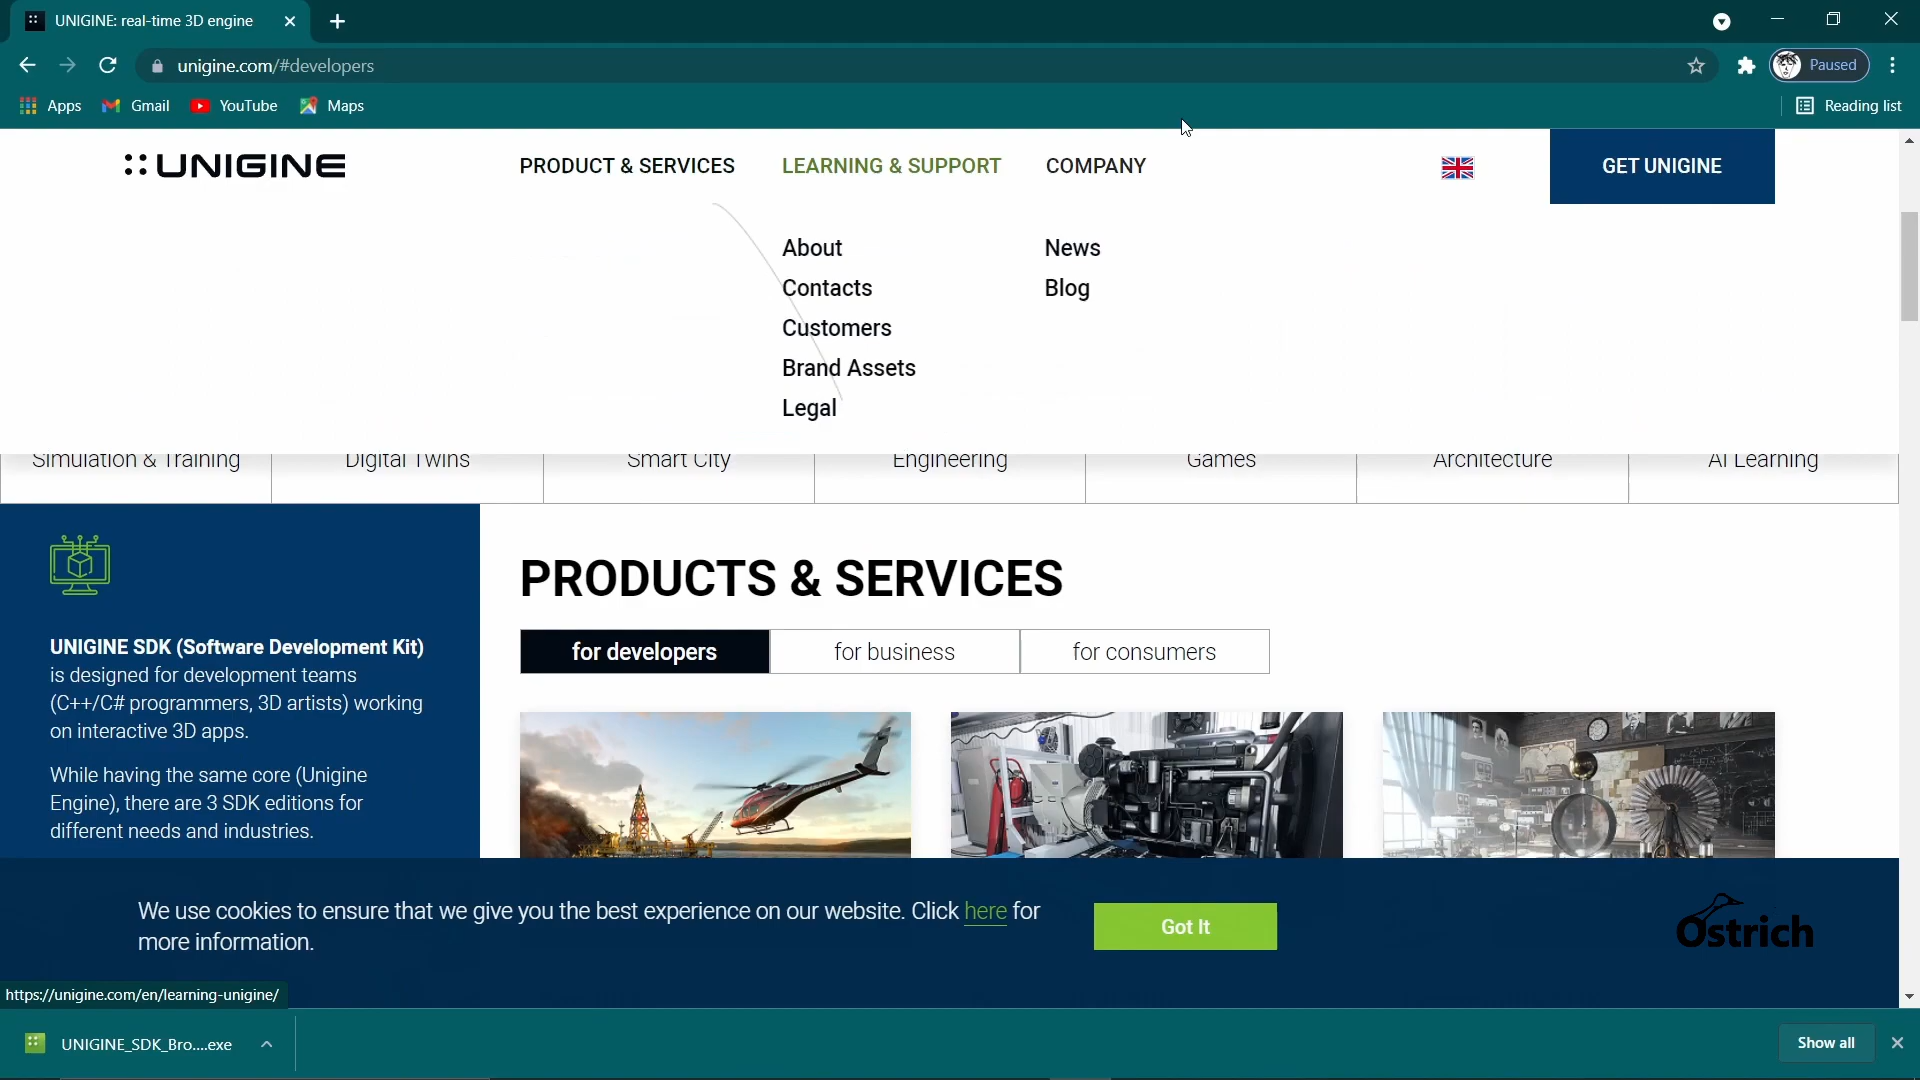 UNIGINE: real-time 3D engine
unigine.com/#developers
Paused
Apps
Gmail
YouTube
Maps
Reading list
UNIGINE
PRODUCT & SERVICES
LEARNING & SUPPORT
COMPANY
GET UNIGINE
About
News
Contacts
Blog
Customers
Brand Assets
Legal
Simulation & Training
Digital Twins
Smart City
Engineering
Games
Architecture
AI Learning
PRODUCTS & SERVICES
UNIGINE SDK (Software Development Kit)
is designed for development teams
(C++/C# programmers, 3D artists) working
on interactive 3D apps.
While having the same core (Unigine
Engine), there are 3 SDK editions for
different needs and industries.
for developers
for business
for consumers
We use cookies to ensure that we give you the best experience on our website. Click here for
more information.
Got It
Ostrich
https://unigine.com/en/learning-unigine/
UNIGINE_SDK_Bro....exe
Show all